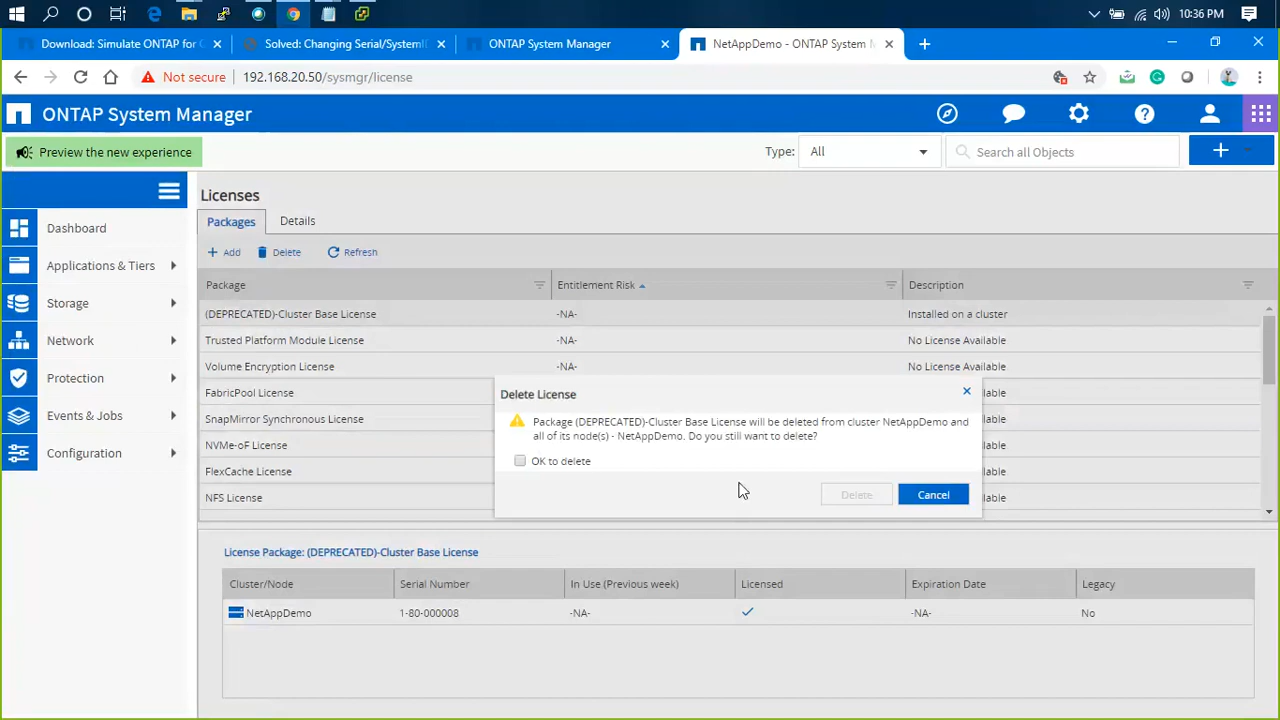 10:36 PM
Download: Simulate ONTAP for C
Solved: Changing Serial/SystemID
ONTAP System Manager
NetAppDemo - ONTAP System M
Not secure
192.168.20.50/sysmgr/license
ONTAP System Manager
Preview the new experience
Type:
All
Search all Objects
Dashboard
Applications & Tiers
Storage
Network
Protection
Events & Jobs
Configuration
Licenses
Packages Details
Add Delete Refresh
Package Entitlement Risk Description
(DEPRECATED)-Cluster Base License -NA- Installed on a cluster
Trusted Platform Module License -NA- No License Available
Volume Encryption License -NA- No License Available
FabricPool License ailable
SnapMirror Synchronous License ailable
NVMe-oF License ailable
FlexCache License ailable
NFS License ailable
Delete License
Package (DEPRECATED)-Cluster Base License will be deleted from cluster NetAppDemo and
all of its node(s) - NetAppDemo. Do you still want to delete?
OK to delete
Delete Cancel
License Package: (DEPRECATED)-Cluster Base License
Cluster/Node Serial Number In Use (Previous week) Licensed Expiration Date Legacy
NetAppDemo 1-80-000008 -NA- -NA- No